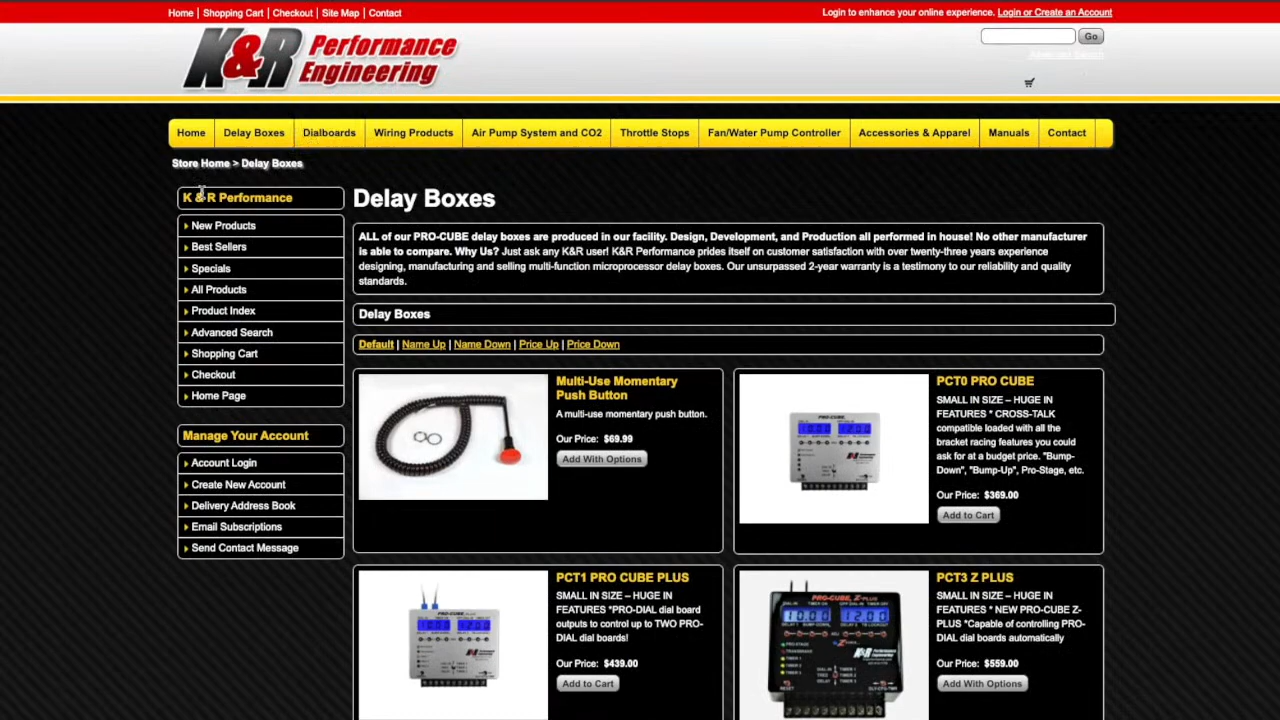 Home | Shopping Cart | Checkout | Site Map | Contact
Login to enhance your online experience. Login or Create an Account
K&R Performance
Engineering
Go
Advanced Search
Home
Delay Boxes
Dialboards
Wiring Products
Air Pump System and CO2
Throttle Stops
Fan/Water Pump Controller
Accessories & Apparel
Manuals
Contact
Store Home > Delay Boxes
K & R Performance
New Products
Best Sellers
Specials
All Products
Product Index
Advanced Search
Shopping Cart
Checkout
Home Page
Manage Your Account
Account Login
Create New Account
Delivery Address Book
Email Subscriptions
Send Contact Message
Delay Boxes
ALL of our PRO-CUBE delay boxes are produced in our facility. Design, Development, and Production all performed in house! No other manufacturer
is able to compare. Why Us? Just ask any K&R user! K&R Performance prides itself on customer satisfaction with over twenty-three years experience
designing, manufacturing and selling multi-function microprocessor delay boxes. Our unsurpassed 2-year warranty is a testimony to our reliability and quality
standards.
Delay Boxes
Default | Name Up | Name Down | Price Up | Price Down
Multi-Use Momentary
Push Button
A multi-use momentary push button.
Our Price: $69.99
Add With Options
PCT0 PRO CUBE
SMALL IN SIZE – HUGE IN
FEATURES * CROSS-TALK
compatible loaded with all the
bracket racing features you could
ask for at a budget price. "Bump-
Down", "Bump-Up", Pro-Stage, etc.
Our Price: $369.00
Add to Cart
PCT1 PRO CUBE PLUS
SMALL IN SIZE – HUGE IN
FEATURES *PRO-DIAL dial board
outputs to control up to TWO PRO-
DIAL dial boards!
Our Price: $439.00
Add to Cart
PRO-CUBE, Z-PLUS
10.00 12.00
K&R
PCT3 Z PLUS
SMALL IN SIZE – HUGE IN
FEATURES * NEW PRO-CUBE Z-
PLUS *Capable of controlling PRO-
DIAL dial boards automatically
Our Price: $559.00
Add With Options